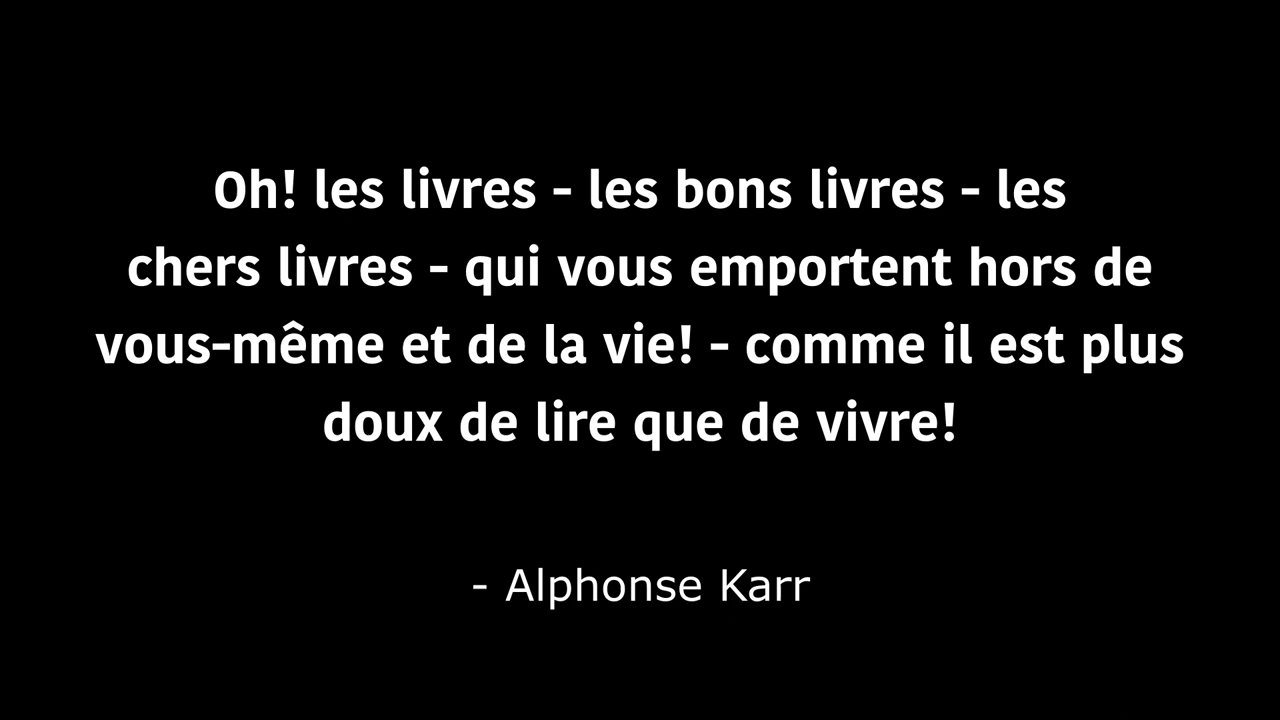 Oh! les livres - les bons livres - les
chers livres - qui vous emportent hors de
vous-même et de la vie! - comme il est plus
doux de lire que de vivre!
- Alphonse Karr